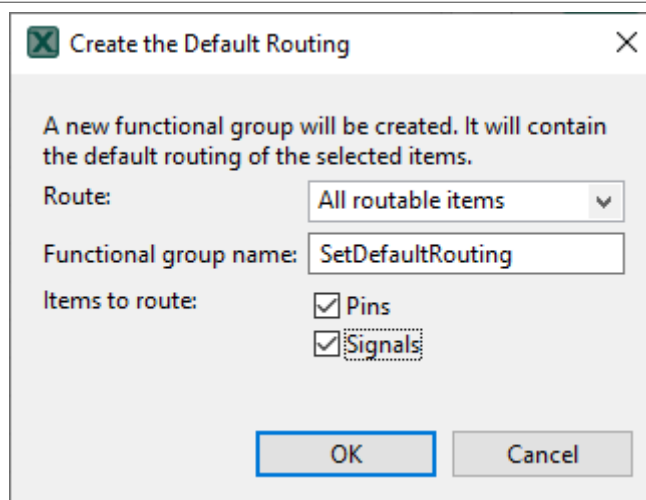 Create the Default Routing
A new functional group will be created. It will contain
the default routing of the selected items.
Route: All routable items
Functional group name: SetDefaultRouting
Items to route: Pins
Signals
OK Cancel